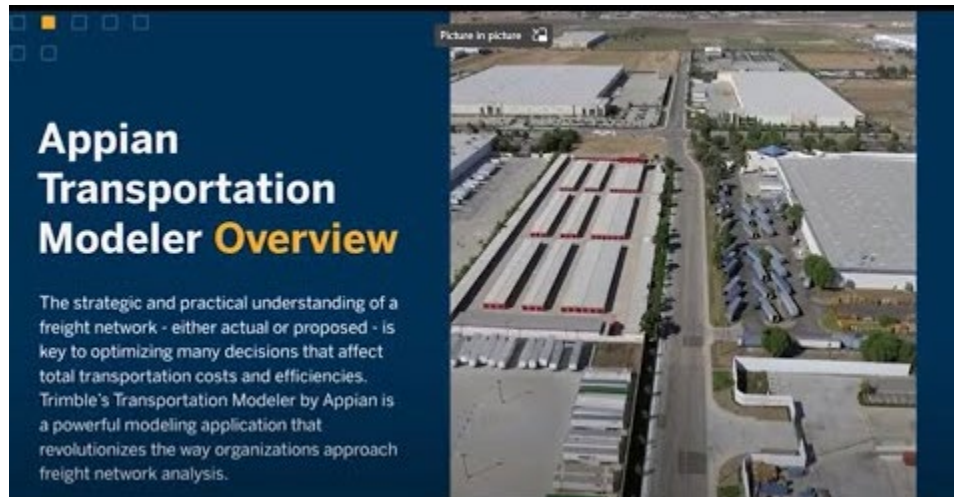 Picture in picture
Appian
Transportation
Modeler Overview
The strategic and practical understanding of a
freight network - either actual or proposed - is
key to optimizing many decisions that affect
total transportation costs and efficiencies.
Trimble's Transportation Modeler by Appian is
a powerful modeling application that
revolutionizes the way organizations approach
freight network analysis.